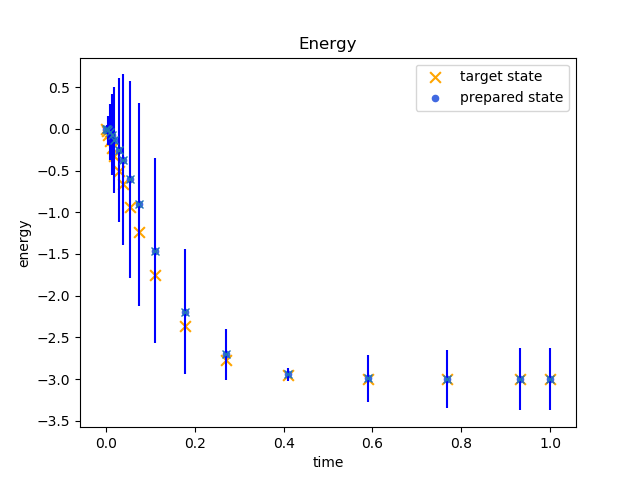 Energy
target state
prepared state
energy
0.5
0.0
−0.5
−1.0
−1.5
−2.0
−2.5
−3.0
−3.5
0.0 0.2 0.4 0.6 0.8 1.0
time